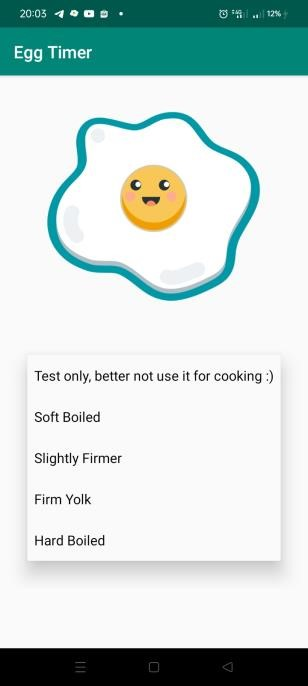 20:03
12%
Egg Timer
Test only, better not use it for cooking :)
Soft Boiled
Slightly Firmer
Firm Yolk
Hard Boiled